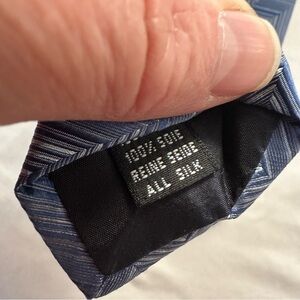 100% SOIE
REINE SEIDE
ALL SILK